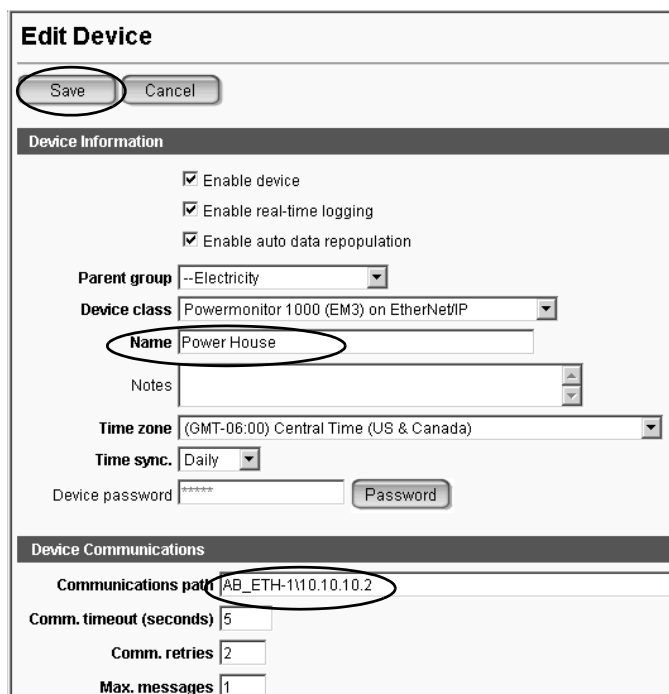 Edit Device
Save Cancel
Device Information
Enable device
Enable real-time logging
Enable auto data repopulation
Parent group --Electricity
Device class Powermonitor 1000 (EM3) on EtherNet/IP
Name Power House
Notes
Time zone (GMT-06:00) Central Time (US & Canada)
Time sync. Daily
Device password ***** Password
Device Communications
Communications path AB_ETH-1\10.10.10.2
Comm. timeout (seconds) 5
Comm. retries 2
Max. messages 1